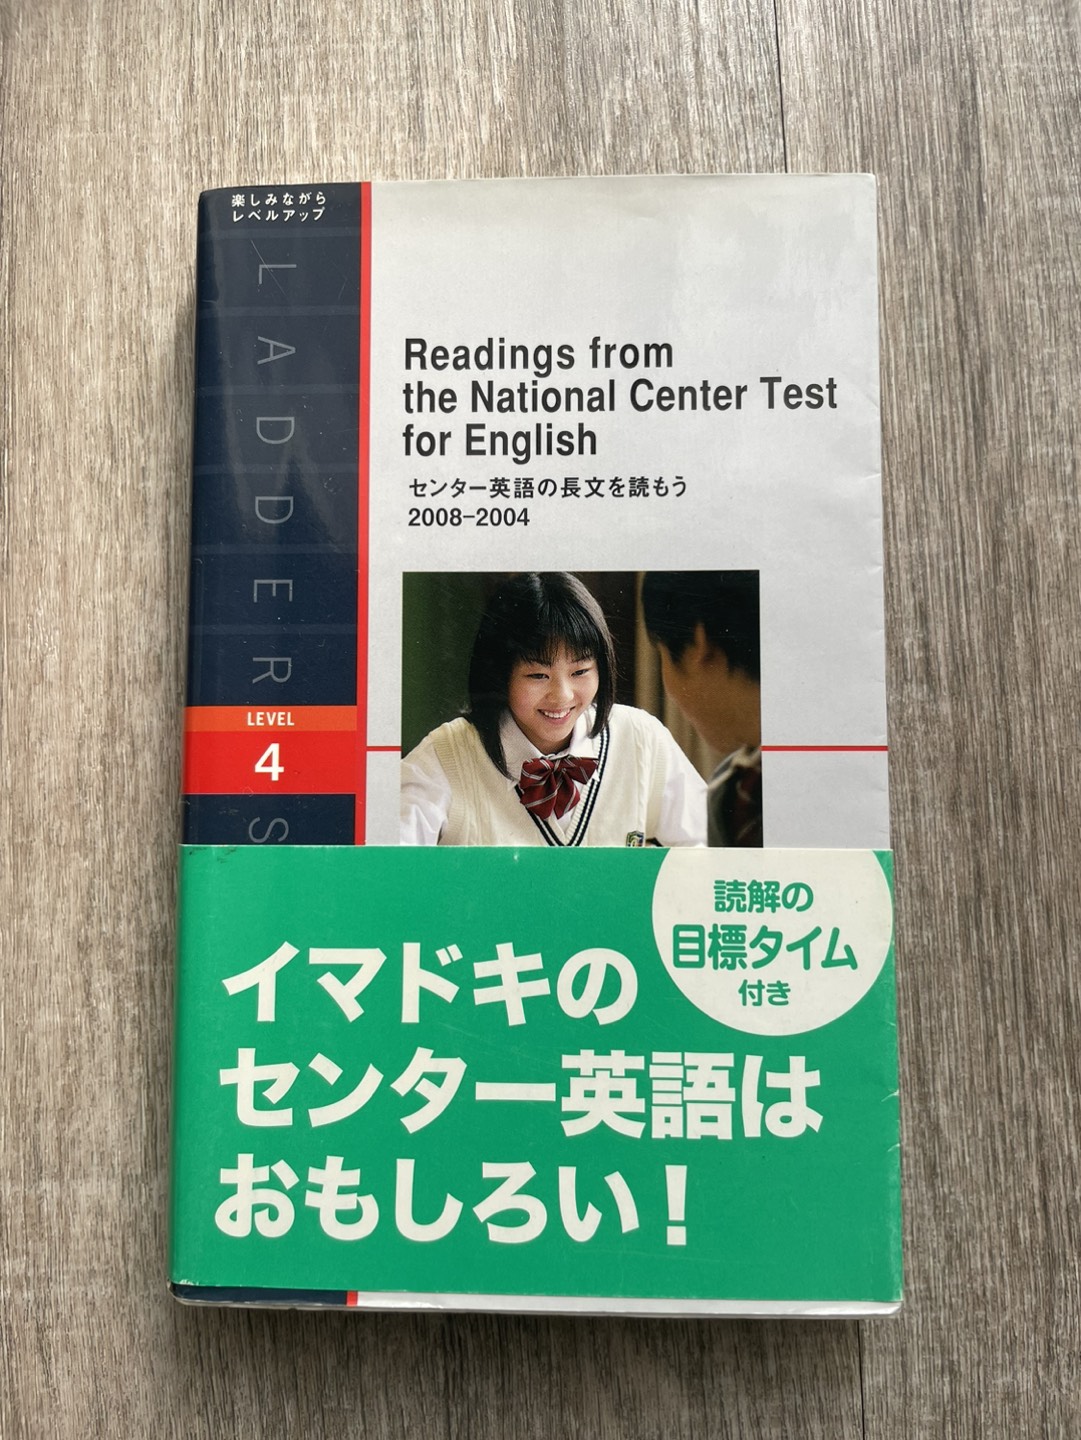 楽しみながら
レベルアップ
LADDERS
LEVEL
4
Readings from
the National Center Test
for English
センター英語の長文を読もう
2008-2004
読解の
目標タイム
付き
イマドキの
センター英語は
おもしろい！